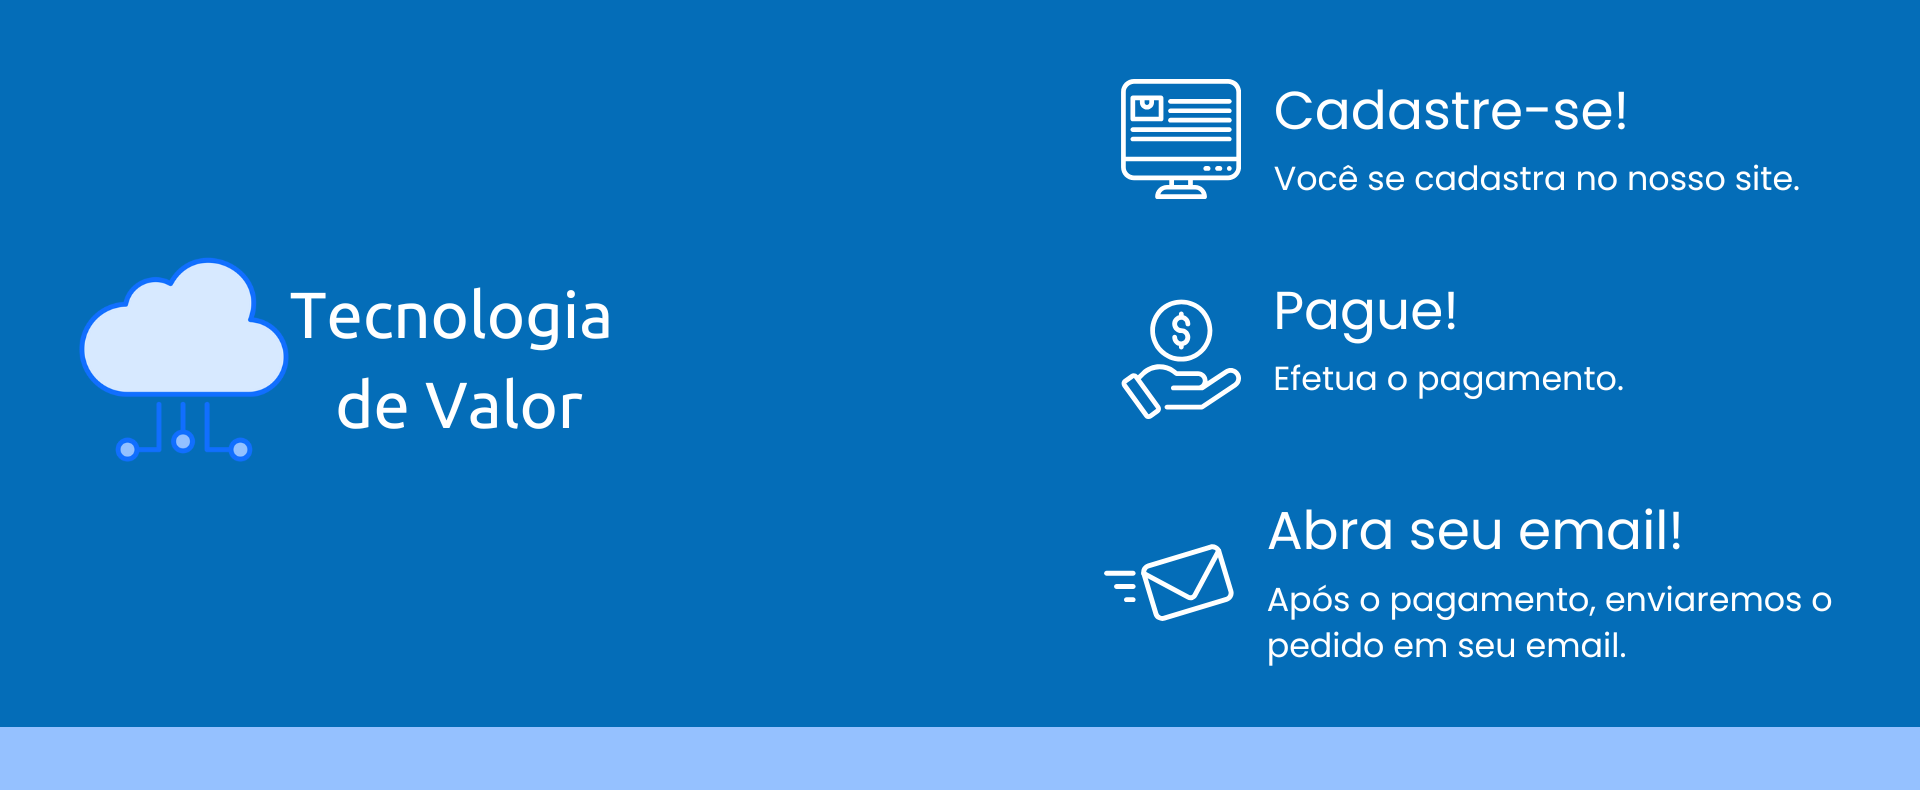 Tecnologia
de Valor
Cadastre-se!
Você se cadastra no nosso site.
Pague!
Efetua o pagamento.
Abra seu email!
Após o pagamento, enviaremos o
pedido em seu email.